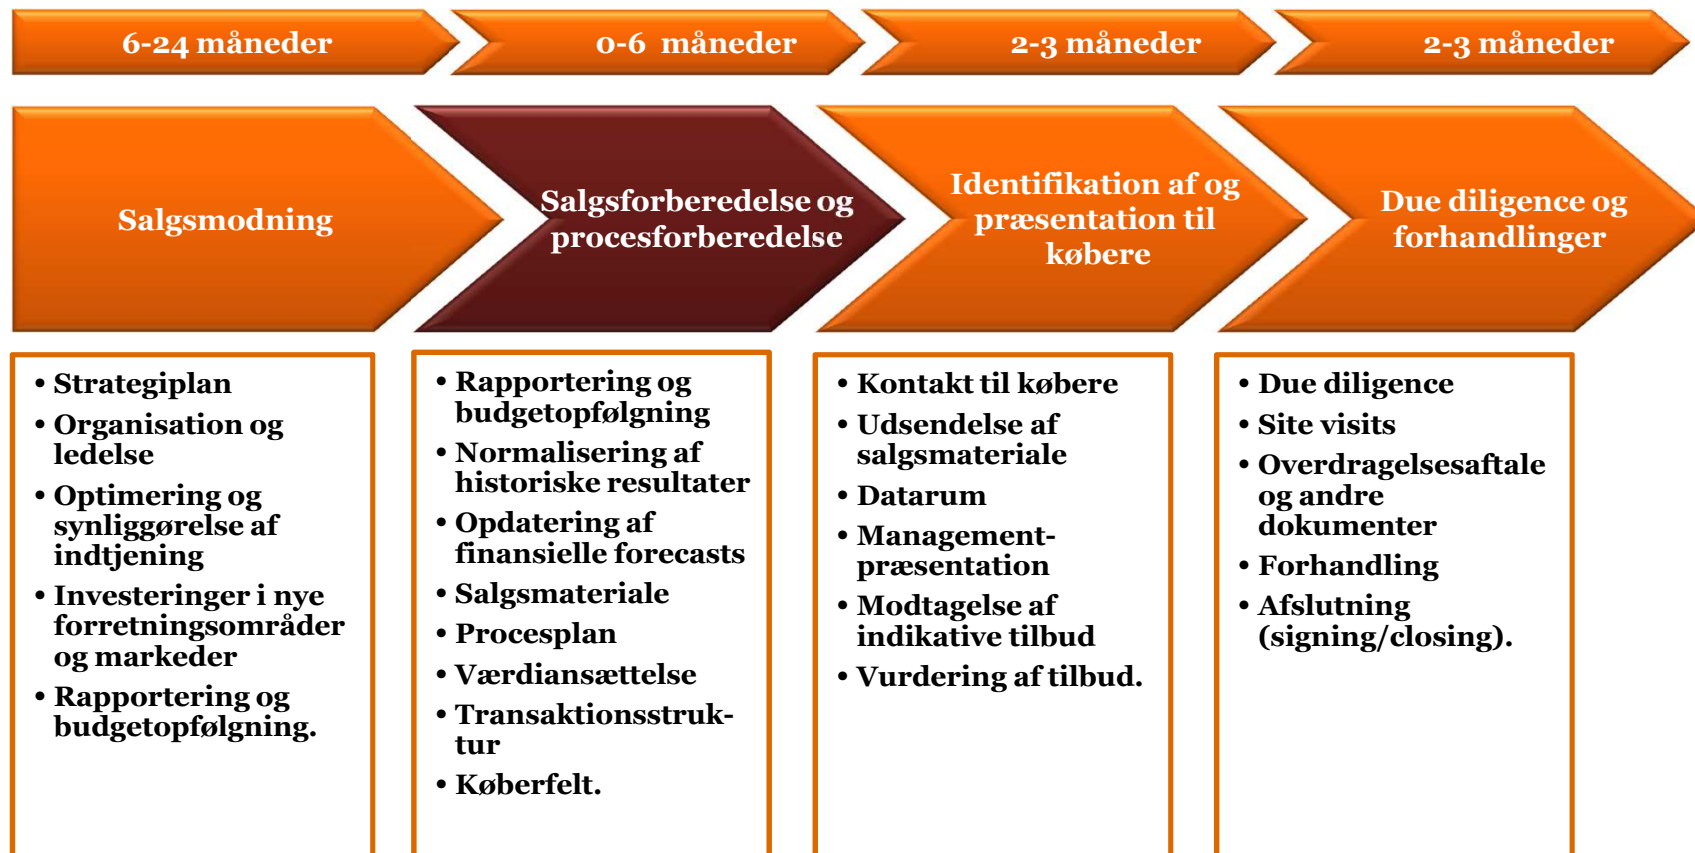 6-24 måneder
0-6 måneder
2-3 måneder
2-3 måneder
Salgsmodning
Salgsforberedelse og
procesforberedelse
Identifikation af og
præsentation til
købere
Due diligence og
forhandlinger
• Strategiplan
• Organisation og
ledelse
• Optimering og
synliggørelse af
indtjening
• Investeringer i nye
forretningsområder
og markeder
• Rapportering og
budgetopfølgning.
• Rapportering og
budgetopfølgning
• Normalisering af
historiske resultater
• Opdatering af
finansielle forecasts
• Salgsmateriale
• Procesplan
• Værdiansættelse
• Transaktionsstruk-
tur
• Køberfelt.
• Kontakt til købere
• Udsendelse af
salgsmateriale
• Datarum
• Management-
præsentation
• Modtagelse af
indikative tilbud
• Vurdering af tilbud.
• Due diligence
• Site visits
• Overdragelsesaftale
og andre
dokumenter
• Forhandling
• Afslutning
(signing/closing).